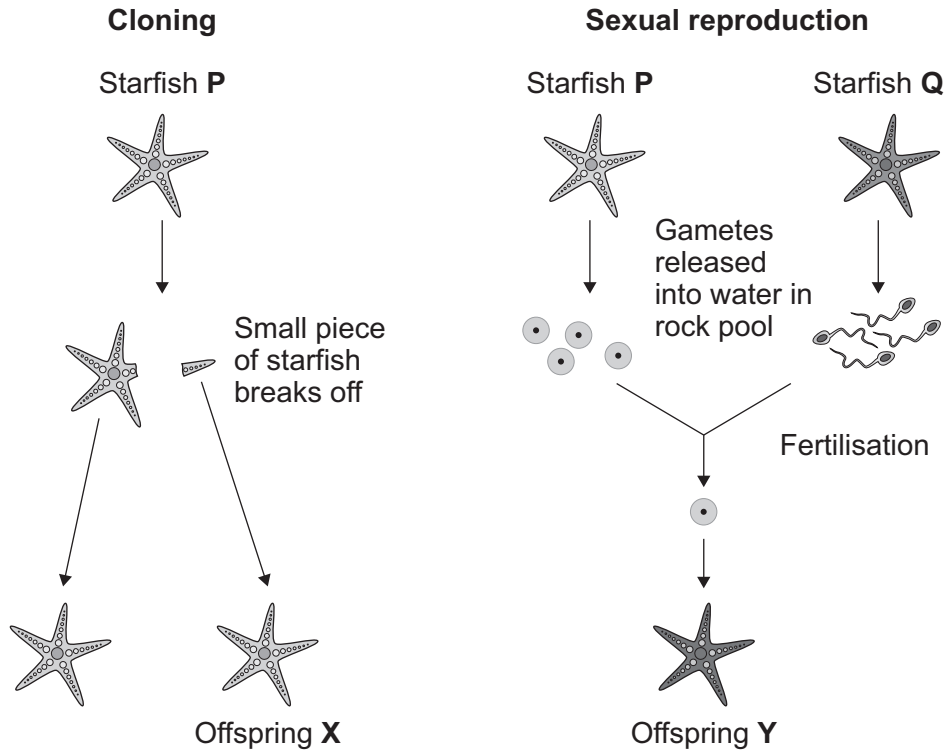 Cloning
Starfish P
Small piece
of starfish
breaks off
Offspring X
Sexual reproduction
Starfish P
Starfish Q
Gametes
released
into water in
rock pool
Fertilisation
Offspring Y